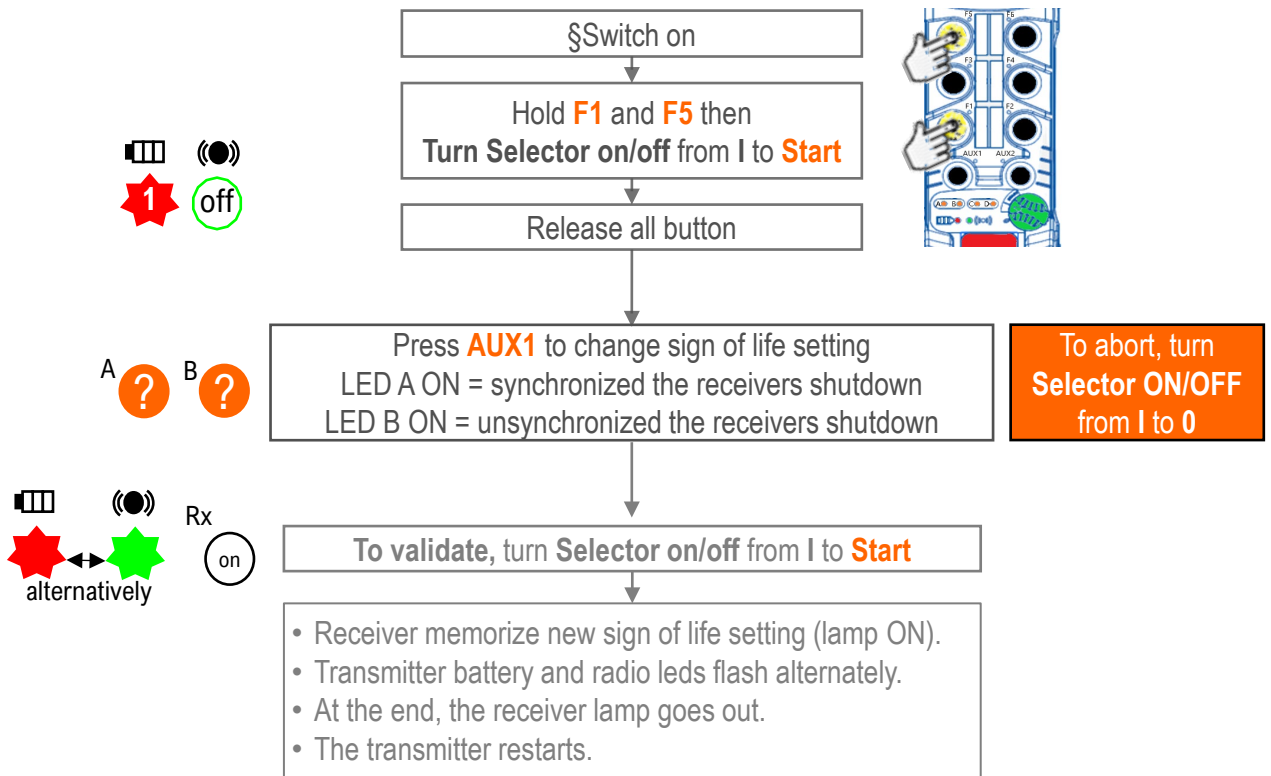 §Switch on
F5 F6
F3 F4
F1 F2
AUX1 AUX2
A B C D
Hold F1 and F5 then
Turn Selector on/off from I to Start
1 off
Release all button
A ? B ?
Press AUX1 to change sign of life setting
LED A ON = synchronized the receivers shutdown
LED B ON = unsynchronized the receivers shutdown
To abort, turn
Selector ON/OFF
from I to 0
Rx
on
alternatively
To validate, turn Selector on/off from I to Start
• Receiver memorize new sign of life setting (lamp ON).
• Transmitter battery and radio leds flash alternately.
• At the end, the receiver lamp goes out.
• The transmitter restarts.